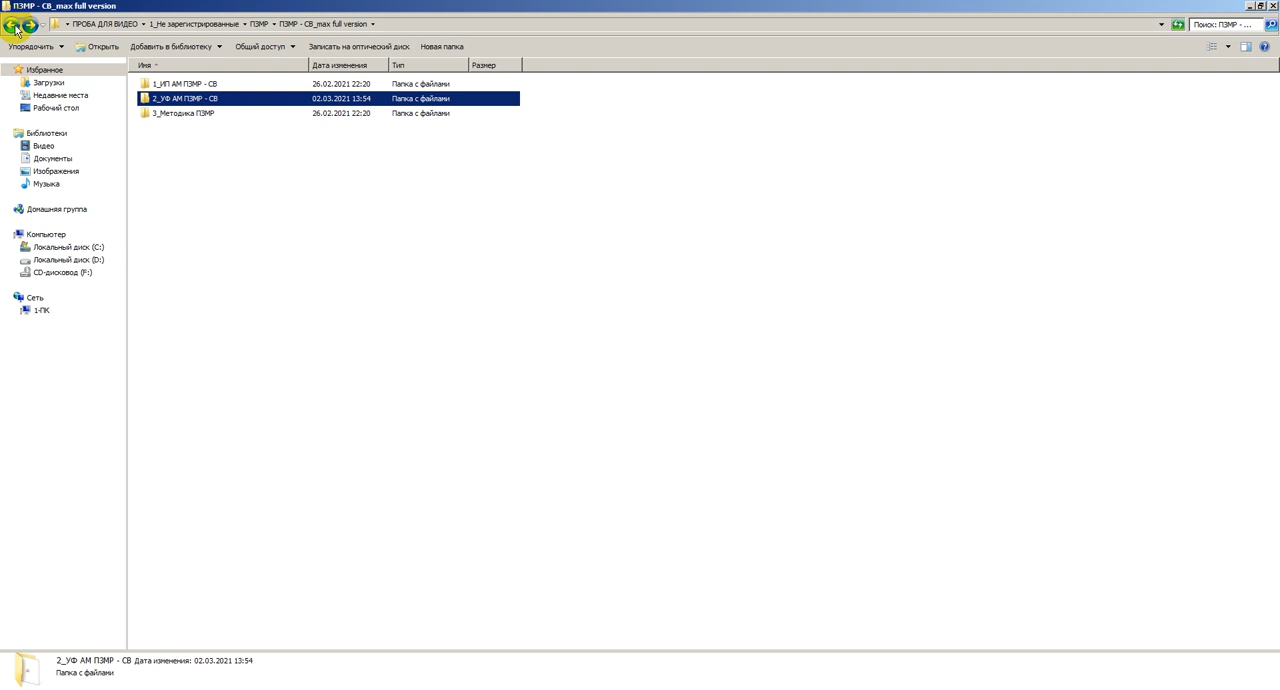 ПЗМР - СВ_max full version
ПРОБА ДЛЯ ВИДЕО 1_Не зарегистрированные ПЗМР ПЗМР - СВ_max full version Поиск: ПЗМР - ...
Упорядочить Открыть Добавить в библиотеку Общий доступ Записать на оптический диск Новая папка
Имя Дата изменения Тип Размер
Избранное
Загрузки
Недавние места
Рабочий стол
Библиотеки
Видео
Документы
Изображения
Музыка
Домашняя группа
Компьютер
Локальный диск (C:)
Локальный диск (D:)
CD-дисковод (F:)
Сеть
1-ПК
1_ИП АМ ПЗМР - СВ 26.02.2021 22:20 Папка с файлами
2_УФ АМ ПЗМР - СВ 02.03.2021 13:54 Папка с файлами
3_Методика ПЗМР 26.02.2021 22:20 Папка с файлами
2_УФ АМ ПЗМР - СВ Дата изменения: 02.03.2021 13:54
Папка с файлами